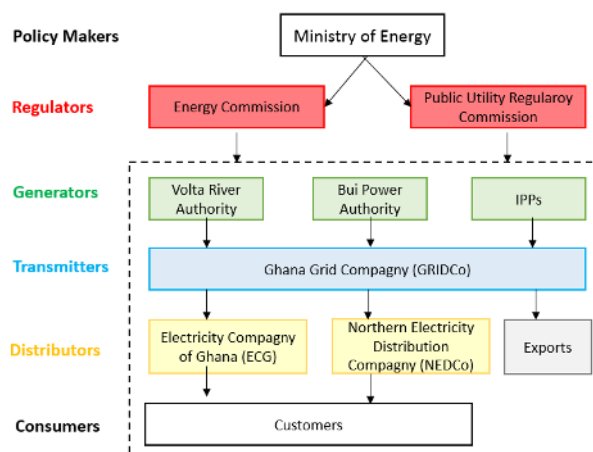 Policy Makers
Ministry of Energy
Regulators
Energy Commission
Public Utility Regularoy
Commission
Generators
Volta River
Authority
Bui Power
Authority
IPPs
Transmitters
Ghana Grid Compagny (GRIDCo)
Distributors
Electricity Compagny
of Ghana (ECG)
Northern Electricity
Distribution
Compagny (NEDCo)
Exports
Consumers
Customers